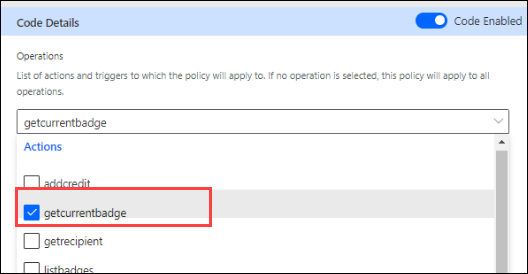 Code Details
Code Enabled
Operations
List of actions and triggers to which the policy will apply to. If no operation is selected, this policy will apply to all
operations.
getcurrentbadge
Actions
addcredit
getcurrentbadge
getrecipient
listbadges